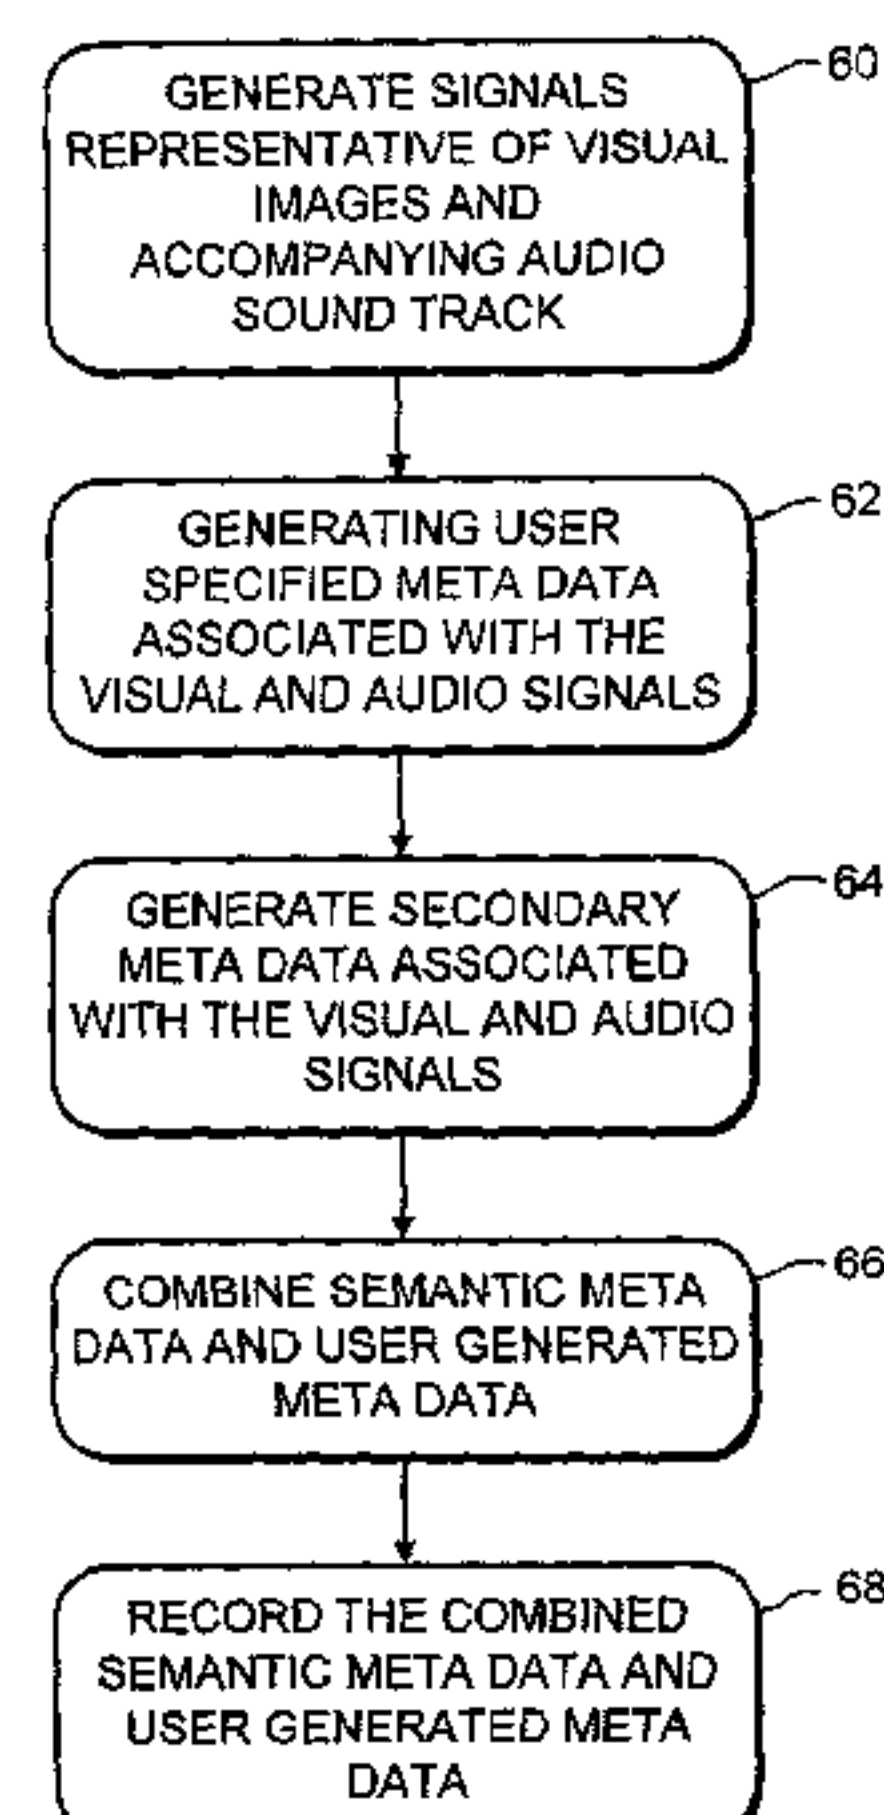 GENERATE SIGNALS
REPRESENTATIVE OF VISUAL
IMAGES AND
ACCOMPANYING AUDIO
SOUND TRACK
60
GENERATING USER
SPECIFIED META DATA
ASSOCIATED WITH THE
VISUAL AND AUDIO SIGNALS
62
GENERATE SECONDARY
META DATA ASSOCIATED
WITH THE VISUAL AND AUDIO
SIGNALS
64
COMBINE SEMANTIC META
DATA AND USER GENERATED
META DATA
66
RECORD THE COMBINED
SEMANTIC META DATA AND
USER GENERATED META
DATA
68